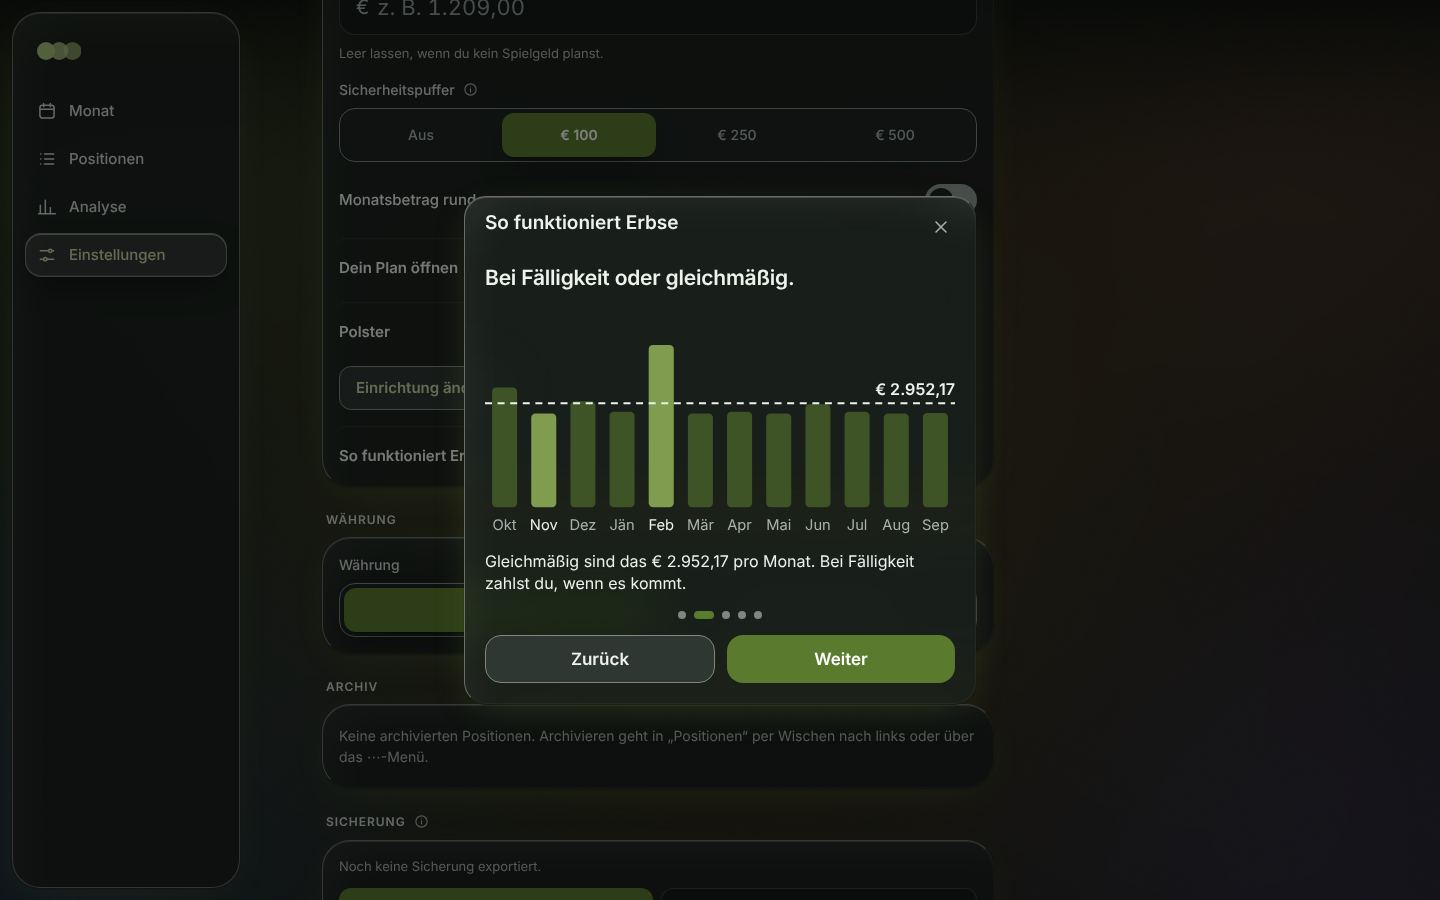 € z. B. 1.209,00
Leer lassen, wenn du kein Spielgeld planst.
Sicherheitspuffer
Aus
€ 100
€ 250
€ 500
Monat
Positionen
Analyse
Einstellungen
Monatsbetrag rund
Dein Plan öffnen
Polster
Einrichtung änd
So funktioniert Er
So funktioniert Erbse
Bei Fälligkeit oder gleichmäßig.
€ 2.952,17
Okt Nov Dez Jän Feb Mär Apr Mai Jun Jul Aug Sep
Gleichmäßig sind das € 2.952,17 pro Monat. Bei Fälligkeit
zahlst du, wenn es kommt.
Zurück
Weiter
WÄHRUNG
Währung
ARCHIV
Keine archivierten Positionen. Archivieren geht in „Positionen“ per Wischen nach links oder über
das ···-Menü.
SICHERUNG
Noch keine Sicherung exportiert.